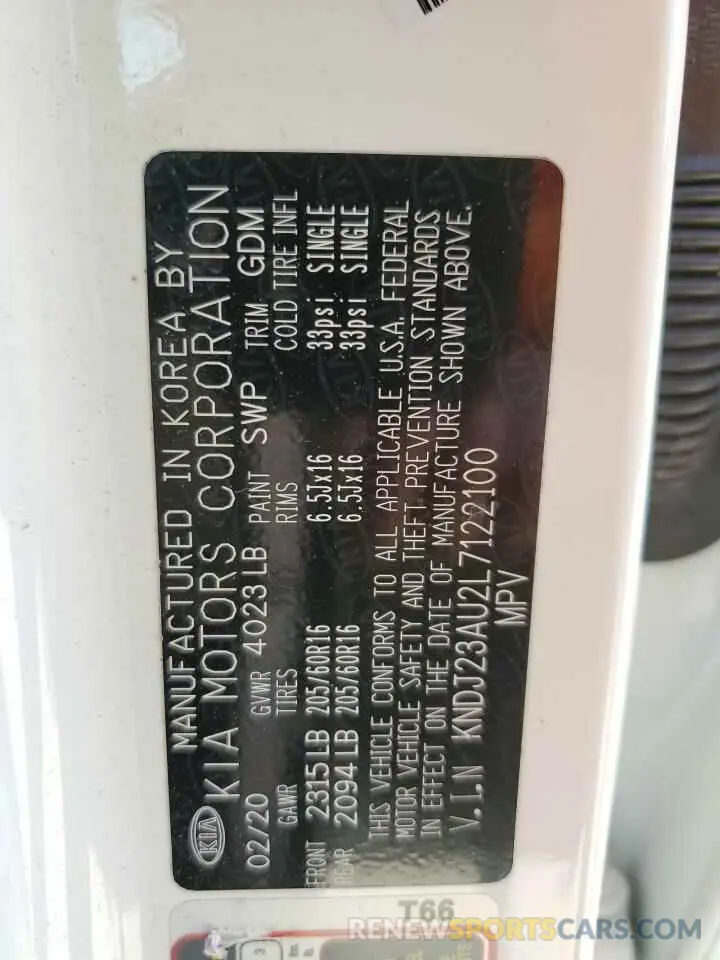 MANUFACTURED IN KOREA BY
KIA KIA MOTORS CORPORATION
02/20 GVWR 4023LB PAINT SWP TRIM GDM
GAWR TIRES RIMS COLD TIRE INFL
FRONT 2315LB 205/60R16 6.5Jx16 33psi. SINGLE
REAR 2094LB 205/60R16 6.5Jx16 33psi. SINGLE
THIS VEHICLE CONFORMS TO ALL APPLICABLE U.S.A. FEDERAL
MOTOR VEHICLE SAFETY AND THEFT PREVENTION STANDARDS
IN EFFECT ON THE DATE OF MANUFACTURE SHOWN ABOVE.
V.I.N KNDJ23AU2L7122100
MPV
T66
RENEWSPORTSCARS.COM